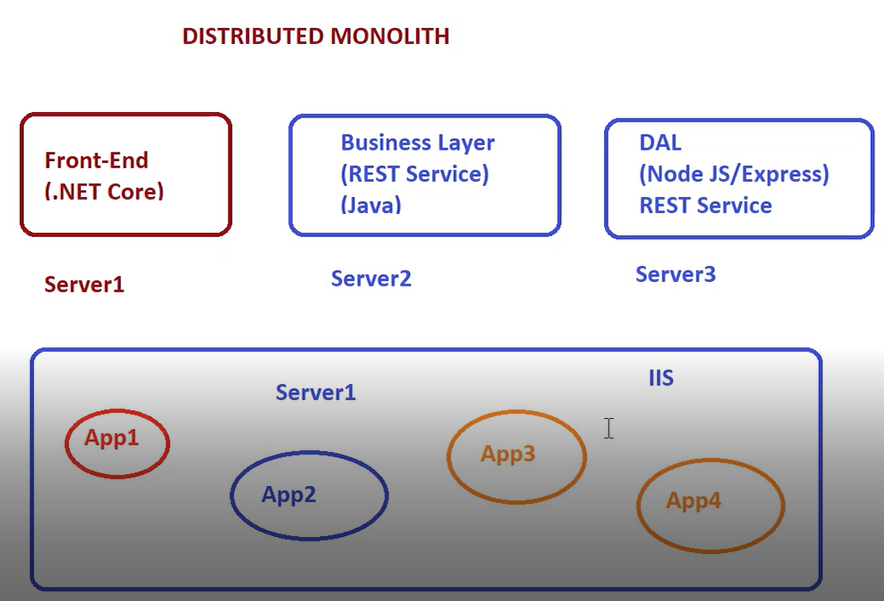 DISTRIBUTED MONOLITH
Front-End
(.NET Core)
Business Layer
(REST Service)
(Java)
DAL
(Node JS/Express)
REST Service
Server1
Server2
Server3
Server1
IIS
App1
App2
App3
App4